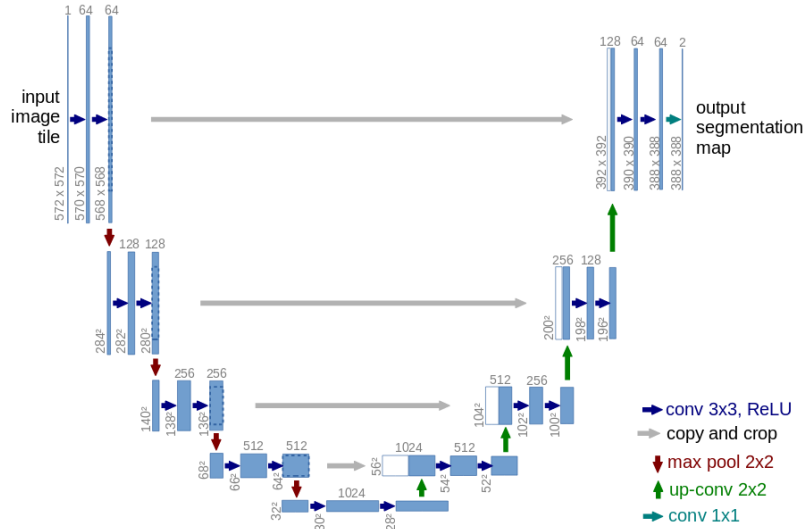 1 64 64
128 64 64 2
input
image
tile
output
segmentation
map
572 x 572
570 x 570
568 x 568
392 x 392
390 x 390
388 x 388
388 x 388
128 128
256 128
284²
282²
280²
200²
198²
196²
256 256
512 256
140²
138²
136²
104²
102²
100²
512 512
1024 512
68²
66²
64²
56²
54²
52²
1024
32²
30²
28²
conv 3x3, ReLU
copy and crop
max pool 2x2
up-conv 2x2
conv 1x1